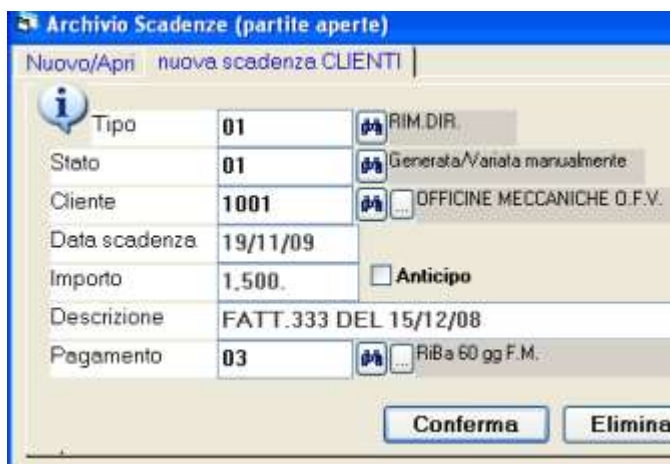 Archivio Scadenze (partite aperte)
Nuovo/Apri nuova scadenza CLIENTI
Tipo 01 RIM.DIR.
Stato 01 Generata/Variata manualmente
Cliente 1001 ... OFFICINE MECCANICHE O.F.V.
Data scadenza 19/11/09
Importo 1,500. Anticipo
Descrizione FATT.333 DEL 15/12/08
Pagamento 03 ... RiBa 60 gg F.M.
Conferma Elimina